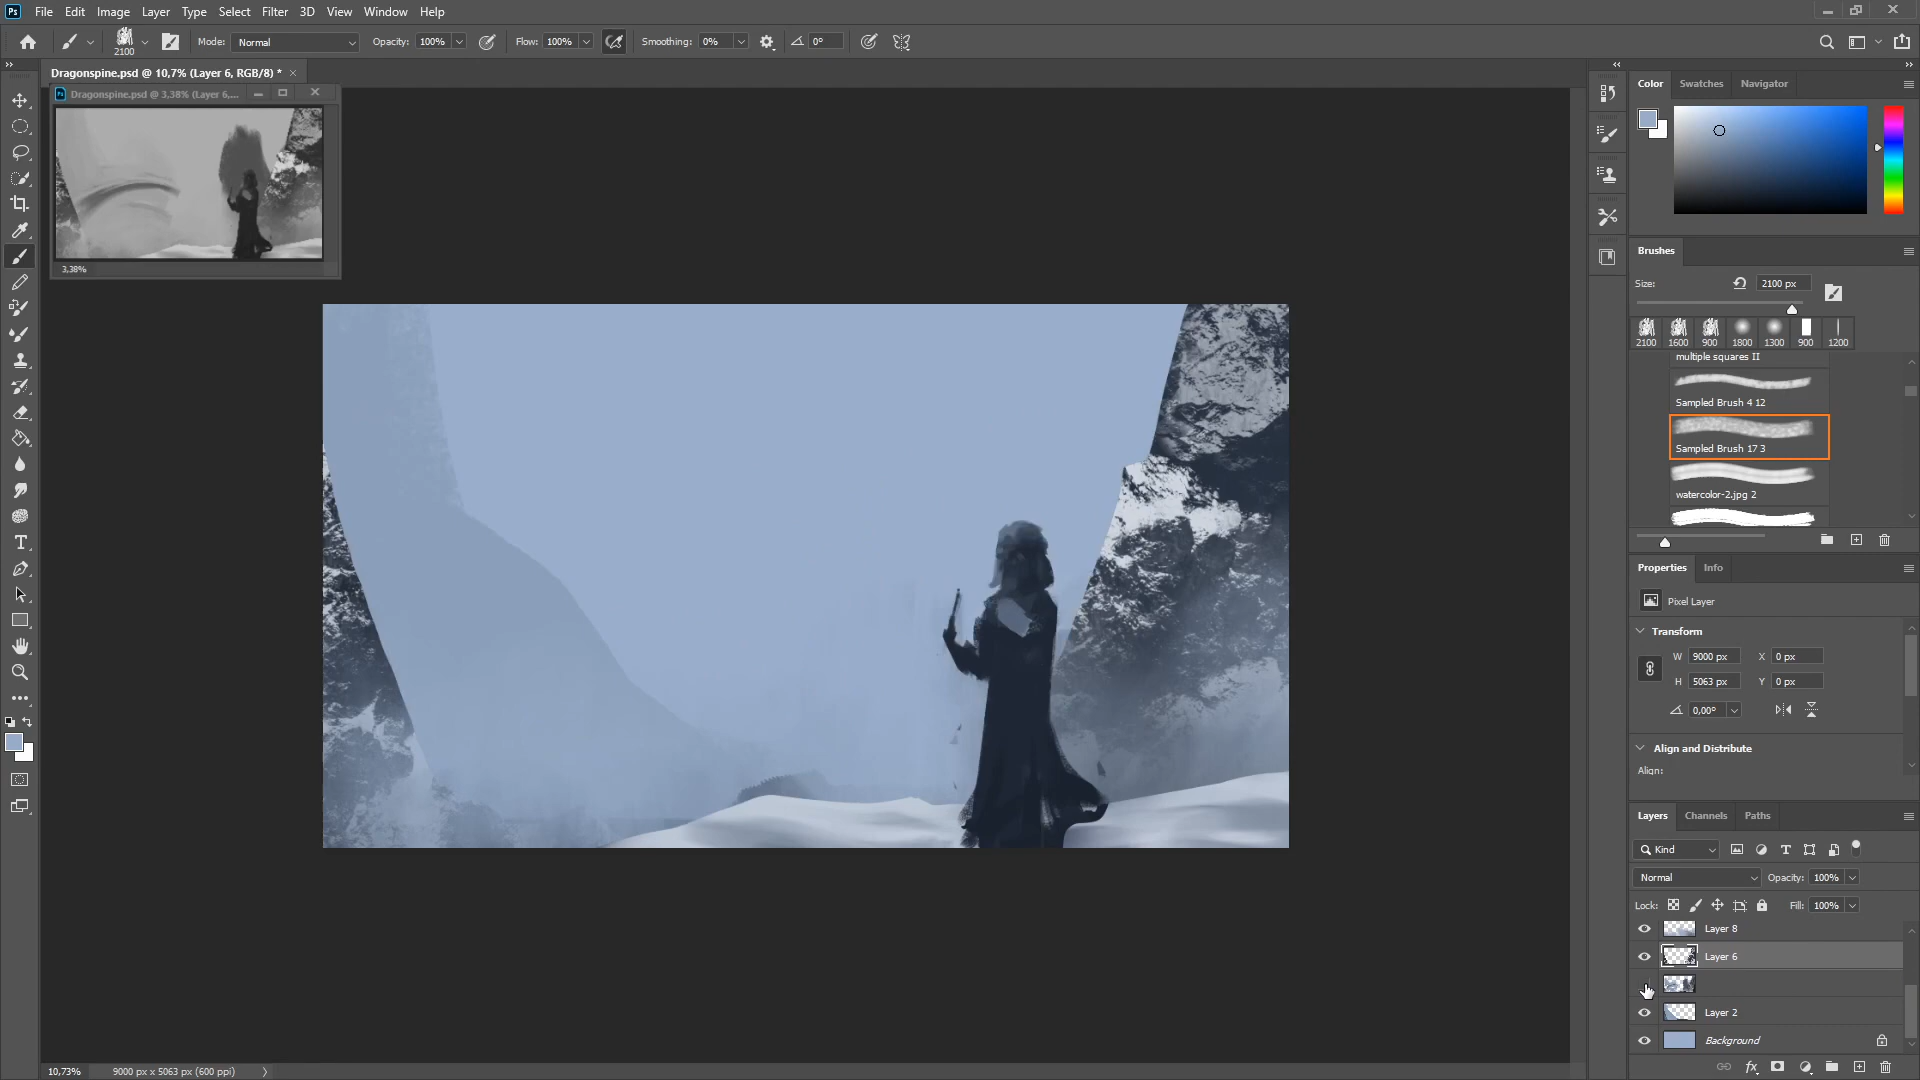 Ps File Edit Image Layer Type Select Filter 3D View Window Help
2100 Mode: Normal Opacity: 100% Flow: 100% Smoothing: 0% 0°
Dragonspine.psd @ 10,7% (Layer 6, RGB/8) *
Dragonspine.psd @ 3,38% (Layer 6,...
3,38%
Color Swatches Navigator
Brushes
Size: 2100 px
2100 1600 900 1800 1300 900 1200
multiple squares II
Sampled Brush 4 12
Sampled Brush 17 3
watercolor-2.jpg 2
Properties Info
Pixel Layer
Transform
W 9000 px X 0 px
H 5063 px Y 0 px
0,00°
Align and Distribute
Align:
Layers Channels Paths
Kind
Normal Opacity: 100%
Lock: Fill: 100%
Layer 8
Layer 6
Layer 2
Background
10,73% 9000 px x 5063 px (600 ppi)